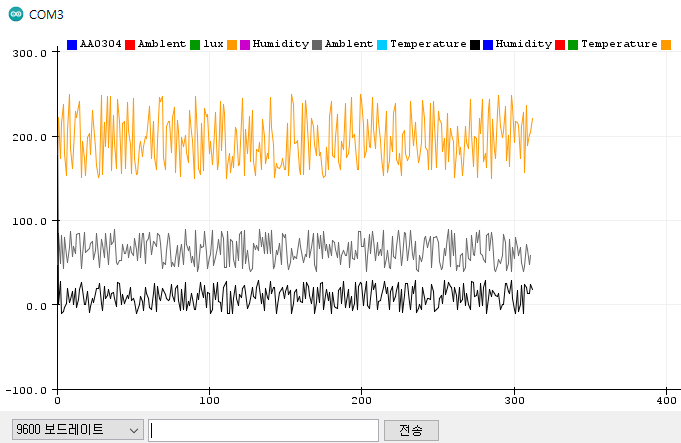 COM3
AA0304 Amblent lux Humidity Ambient Temperature Humidity Temperature
300.0
200.0
100.0
0.0
-100.0
0 100 200 300 400
9600 보드레이트 전송